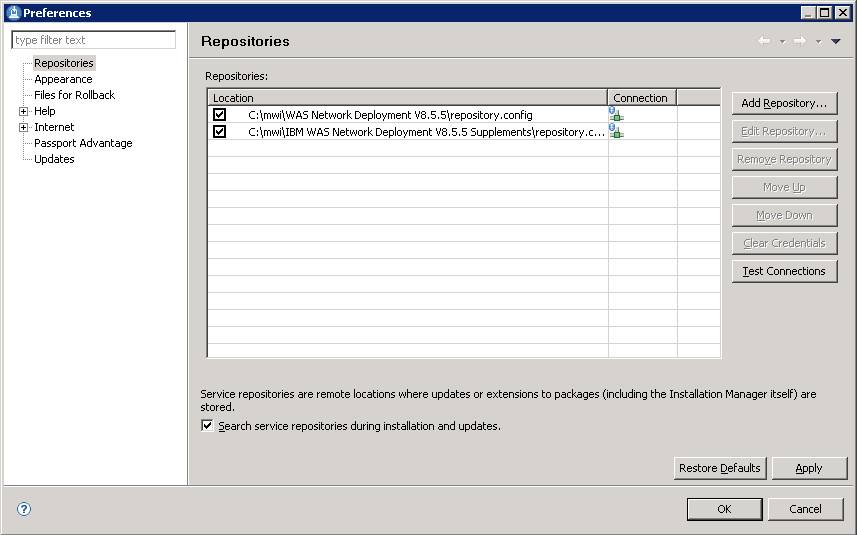 Preferences
type filter text
Repositories
Appearance
Files for Rollback
Help
Internet
Passport Advantage
Updates
Repositories
Repositories:
Location Connection
C:\mwi\WAS Network Deployment V8.5.5\repository.config
C:\mwi\IBM WAS Network Deployment V8.5.5 Supplements\repository.c...
Add Repository...
Edit Repository...
Remove Repository
Move Up
Move Down
Clear Credentials
Test Connections
Service repositories are remote locations where updates or extensions to packages (including the Installation Manager itself) are
stored.
Search service repositories during installation and updates.
Restore Defaults Apply
OK Cancel